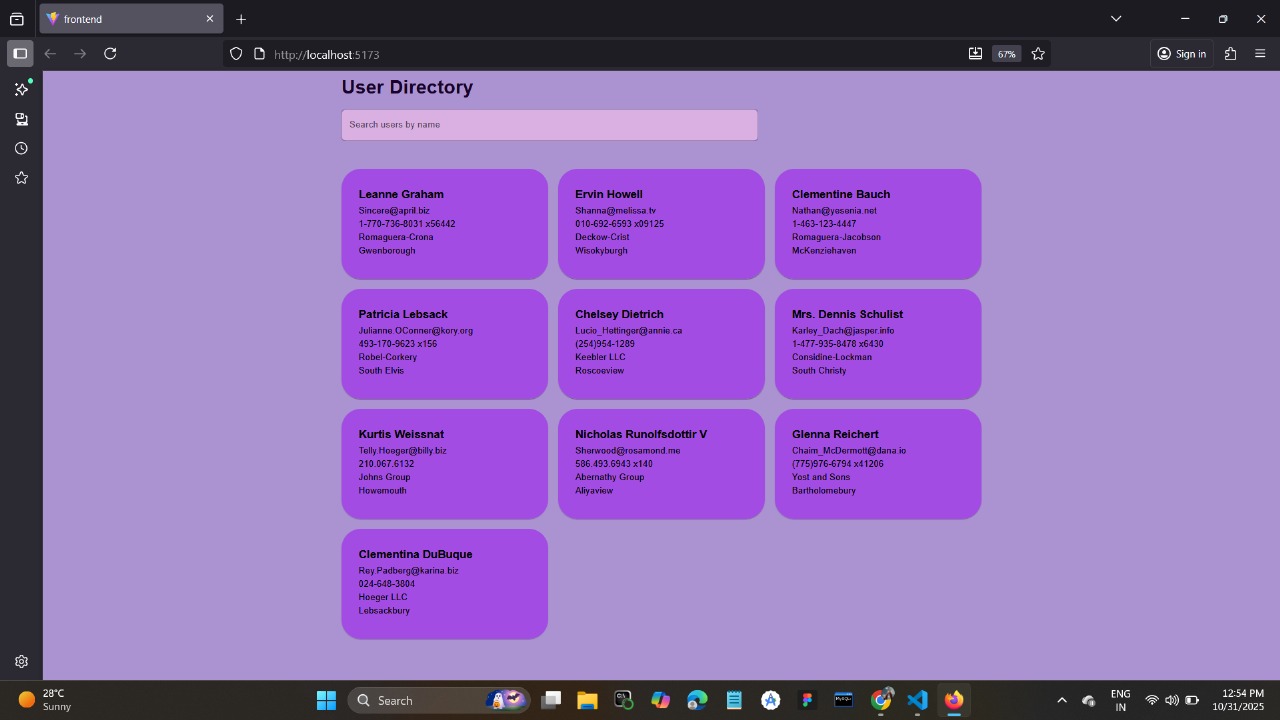 frontend
http://localhost:5173
67%
Sign in
User Directory
Search users by name
Leanne Graham
Sincere@april.biz
1-770-736-8031 x56442
Romaguera-Crona
Gwenborough
Ervin Howell
Shanna@melissa.tv
010-692-6593 x09125
Deckow-Crist
Wisokyburgh
Clementine Bauch
Nathan@yesenia.net
1-463-123-4447
Romaguera-Jacobson
McKenziehaven
Patricia Lebsack
Julianne.OConner@kory.org
493-170-9623 x156
Robel-Corkery
South Elvis
Chelsey Dietrich
Lucio_Hettinger@annie.ca
(254)954-1289
Keebler LLC
Roscoeview
Mrs. Dennis Schulist
Karley_Dach@jasper.info
1-477-935-8478 x6430
Considine-Lockman
South Christy
Kurtis Weissnat
Telly.Hoeger@billy.biz
210.067.6132
Johns Group
Howemouth
Nicholas Runolfsdottir V
Sherwood@rosamond.me
586.493.6943 x140
Abernathy Group
Aliyaview
Glenna Reichert
Chaim_McDermott@dana.io
(775)976-6794 x41206
Yost and Sons
Bartholomebury
Clementina DuBuque
Rey.Padberg@karina.biz
024-648-3804
Hoeger LLC
Lebsackbury
28°C
Sunny
Search
ENG
IN
12:54 PM
10/31/2025